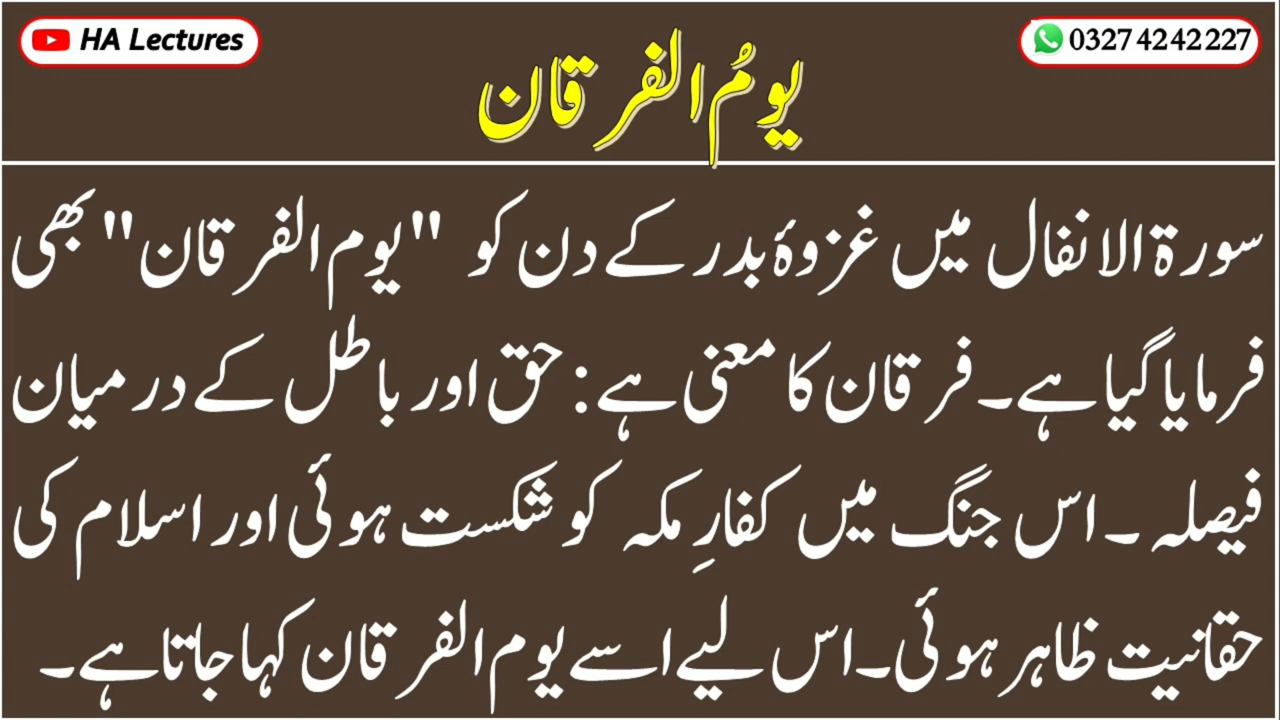 HA Lectures
0327 4242227
یومُ الفرقان
سورۃ الانفال میں غزوۂ بدر کے دن کو "یوم الفرقان" بھی
فرمایا گیا ہے۔ فرقان کا معنی ہے: حق اور باطل کے درمیان
فیصلہ ۔ اس جنگ میں کفارِ مکہ کو شکست ہوئی اور اسلام کی
حقانیت ظاہر ہوئی۔ اس لیے اسے یوم الفرقان کہا جاتا ہے۔